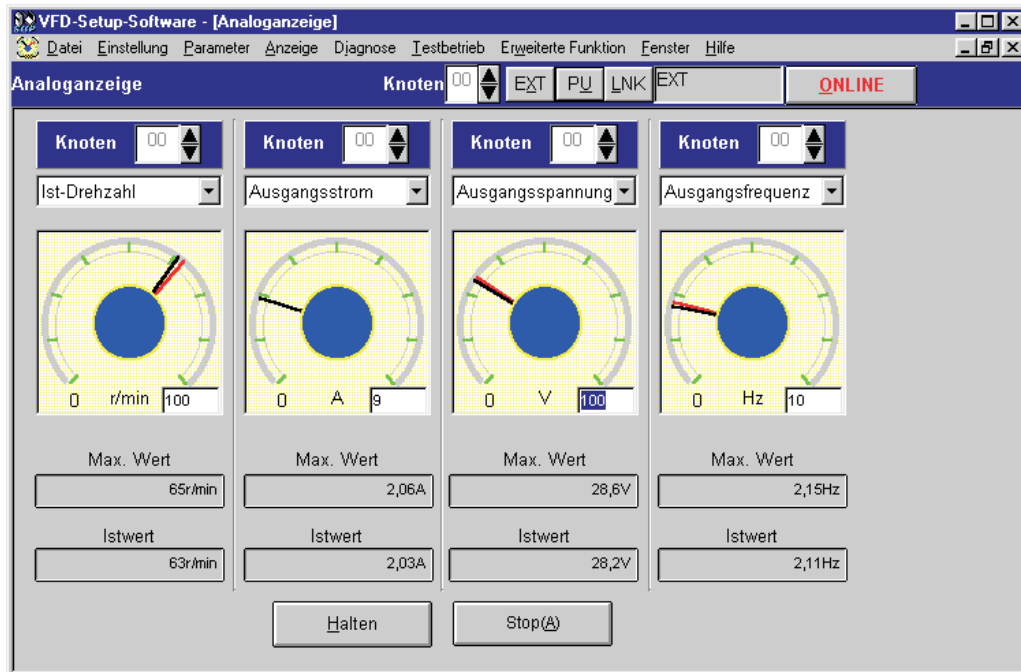 VFD-Setup-Software - [Analoganzeige]
Datei Einstellung Parameter Anzeige Djagnose Testbetrieb Erweiterte Funktion Fenster Hilfe
Analoganzeige Knoten 00 EXT PU LNK EXT ONLINE
Knoten 00 Knoten 00 Knoten 00 Knoten 00
Ist-Drehzahl Ausgangsstrom Ausgangsspannung Ausgangsfrequenz
0 r/min 100 0 A 9 0 V 100 0 Hz 10
Max. Wert Max. Wert Max. Wert Max. Wert
65r/min 2,06A 28,6V 2,15Hz
Istwert Istwert Istwert Istwert
63r/min 2,03A 28,2V 2,11Hz
Halten Stop(A)